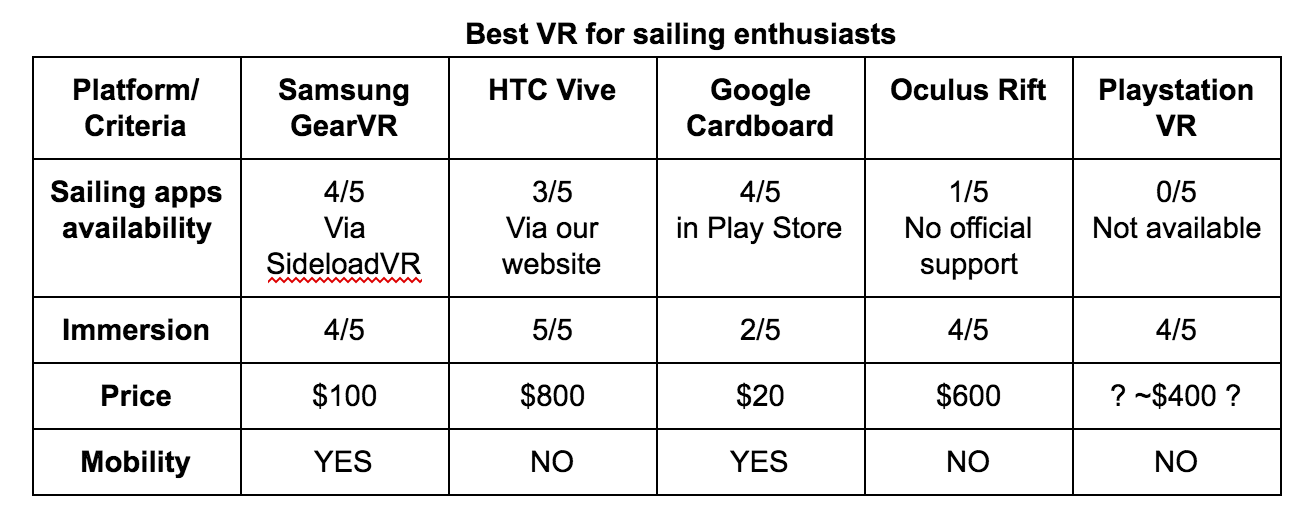 Best VR for sailing enthusiasts
Platform/
Criteria
Samsung
GearVR
HTC Vive
Google
Cardboard
Oculus Rift
Playstation
VR
Sailing apps
availability
4/5
Via
SideloadVR
3/5
Via our
website
4/5
in Play Store
1/5
No official
support
0/5
Not available
Immersion
4/5
5/5
2/5
4/5
4/5
Price
$100
$800
$20
$600
? ~$400 ?
Mobility
YES
NO
YES
NO
NO